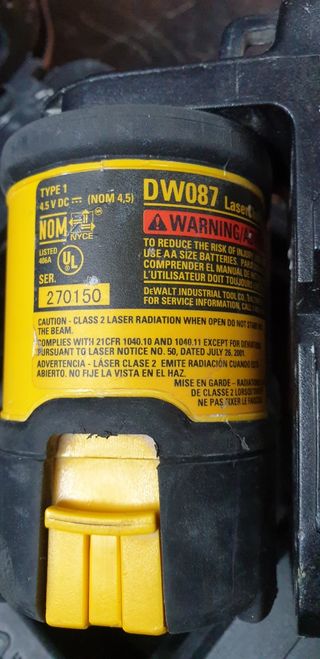 TYPE 1
4.5 V DC (NOM 4,5)
DW087 Laser
NOM
NYCE
LISTED
406A
UL
SER.
270150
WARNING/
TO REDUCE THE RISK OF
USE AA SIZE BATTERIES.
COMPRENDER EL MANUAL DE
L'UTILISATEUR DOIT TOUJOURS
DEWALT INDUSTRIAL TOOL CO.,
FOR SERVICE INFORMATION, CALL
CAUTION - CLASS 2 LASER RADIATION WHEN OPEN DO NOT STARE
THE BEAM.
COMPLIES WITH 21CFR 1040.10 AND 1040.11 EXCEPT FOR
PURSUANT TO LASER NOTICE NO. 50, DATED JULY 26, 2001.
ADVERTENCIA - LÁSER CLASE 2 EMITE RADIACIÓN CUANDO ESTÁ
ABIERTO. NO FIJE LA VISTA EN EL HAZ.
MISE EN GARDE -
DE CLASSE 2
NE PAS FIXER LE